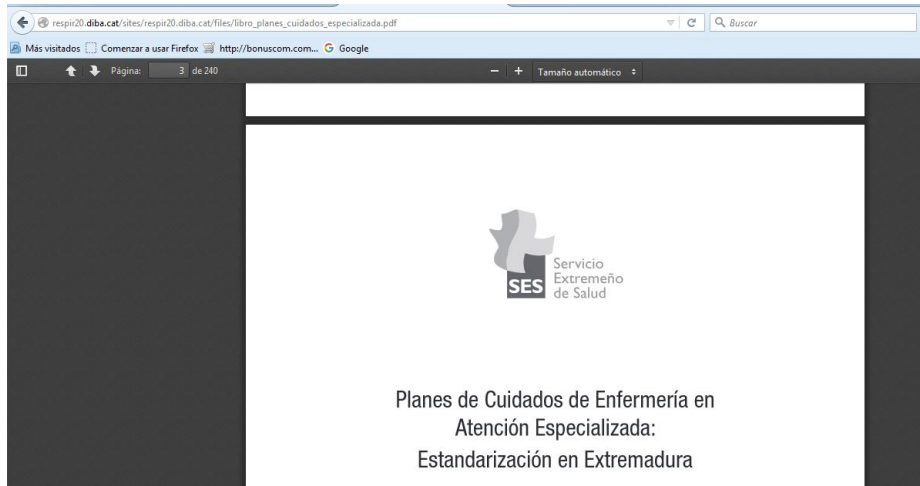 respir20.diba.cat/sites/respir20.diba.cat/files/libro_planes_cuidados_especializada.pdf
Buscar
Más visitados Comenzar a usar Firefox http://bonuscom.com... Google
Página: 3 de 240
Tamaño automático
Servicio
Extremeño
de Salud
SES
Planes de Cuidados de Enfermería en
Atención Especializada:
Estandarización en Extremadura